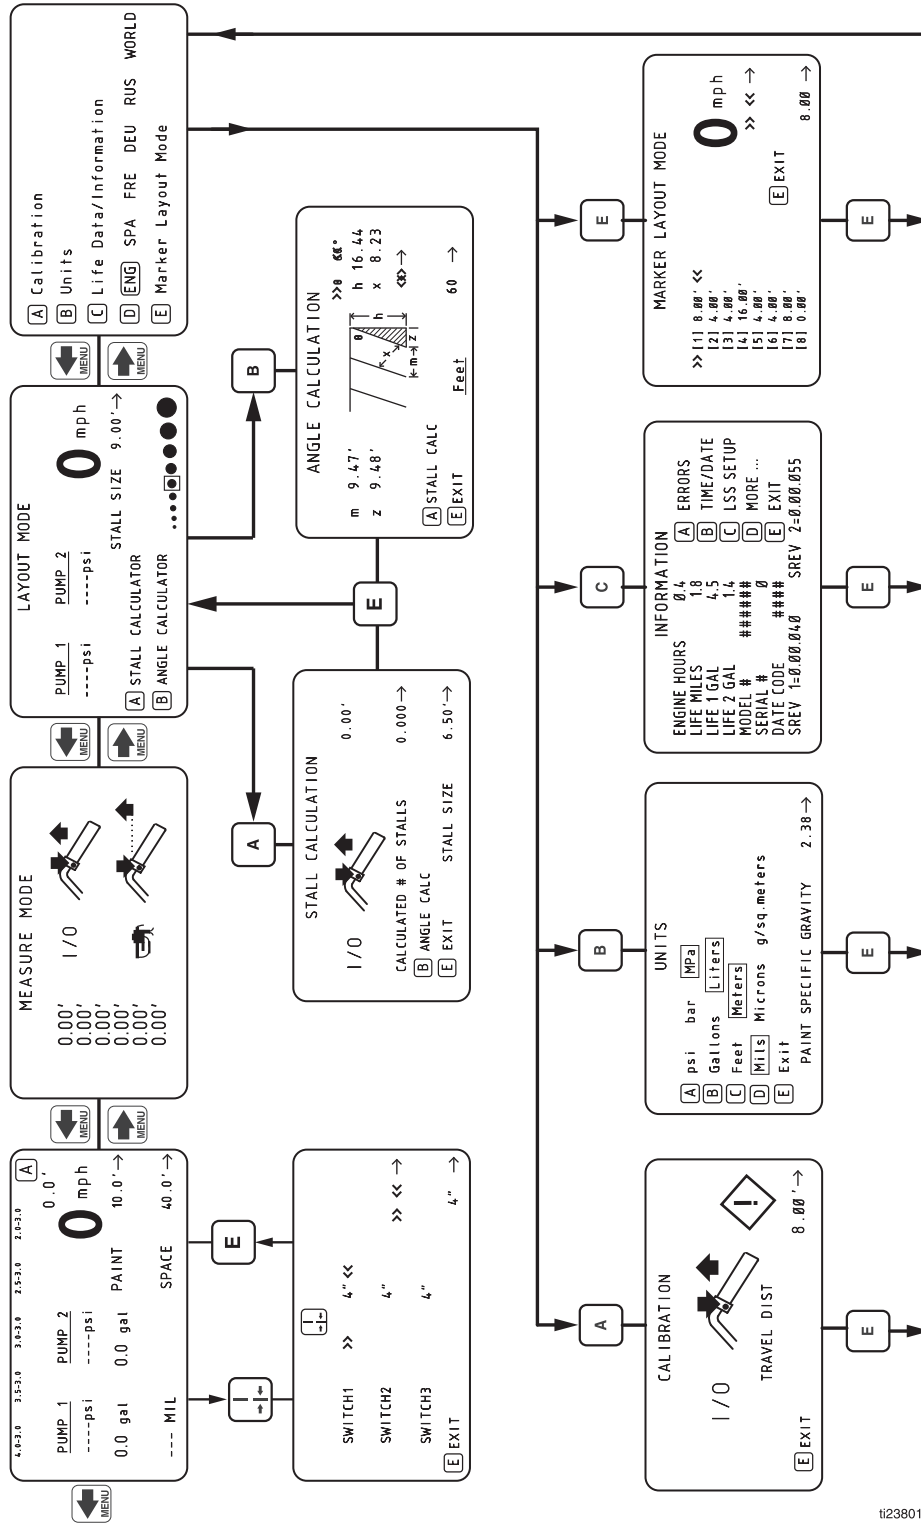 MENU
4.0-3.0 3.5-3.0 3.0-3.0 2.5-3.0 2.0-3.0
A
PUMP 1 PUMP 2 0.0'
----psi ----psi 0 mph
0.0 gal 0.0 gal PAINT 10.0'→
--- MIL SPACE 40.0'→
MENU
MENU
MEASURE MODE
0.00' I/O
0.00'
0.00'
0.00'
0.00'
0.00'
MENU
MENU
LAYOUT MODE
PUMP 1 PUMP 2 0 mph
----psi ----psi
STALL SIZE 9.00'→
A STALL CALCULATOR
B ANGLE CALCULATOR
MENU
MENU
A Calibration
B Units
C Life Data/Information
D ENG SPA FRE DEU RUS WORLD
E Marker Layout Mode
E
SWITCH1 >> 4" <<
SWITCH2 4" >> << →
SWITCH3 4"
E EXIT 4" →
A
STALL CALCULATION
I/O 0.00'
CALCULATED # OF STALLS 0.000→
B ANGLE CALC
E EXIT STALL SIZE 6.50'→
E
B
ANGLE CALCULATION
m 9.47' h 16.44
z 9.48' x 8.23
θ h x m z
A STALL CALC
E EXIT Feet 60 →
A
CALIBRATION
I/O !
TRAVEL DIST
E EXIT 8.00'→
E
B
UNITS
A psi bar MPa
B Gallons Liters
C Feet Meters
D Mils Microns g/sq.meters
E Exit
PAINT SPECIFIC GRAVITY 2.38→
E
C
INFORMATION
ENGINE HOURS 0.4 A ERRORS
LIFE MILES 1.8 B TIME/DATE
LIFE 1 GAL 4.5 C LSS SETUP
LIFE 2 GAL 1.4 D MORE ...
MODEL # ###### E EXIT
SERIAL # 0
DATE CODE ####
SREV 1=0.00.040 SREV 2=0.00.055
E
E
MARKER LAYOUT MODE
>> [1] 8.00' << 0 mph
[2] 4.00'
[3] 4.00' >> << →
[4] 16.00'
[5] 4.00'
[6] 4.00' E EXIT
[7] 8.00'
[8] 0.00' 8.00 →
E
ti23801